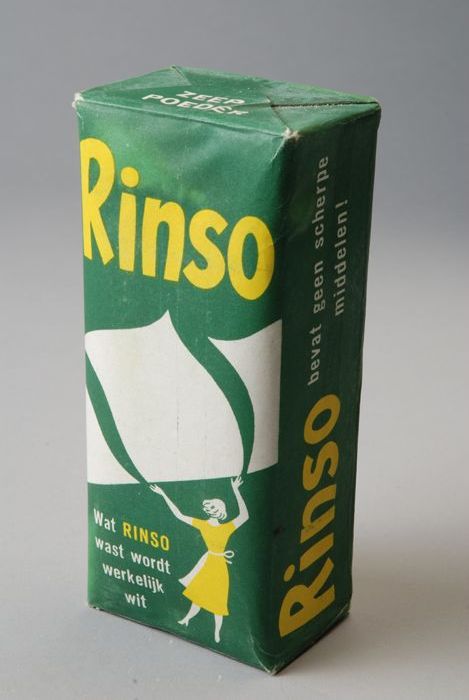 ZEEP
POEDER
Rinso
Wat RINSO
wast wordt
werkelijk
wit
Rinso bevat geen scherpe
middelen!